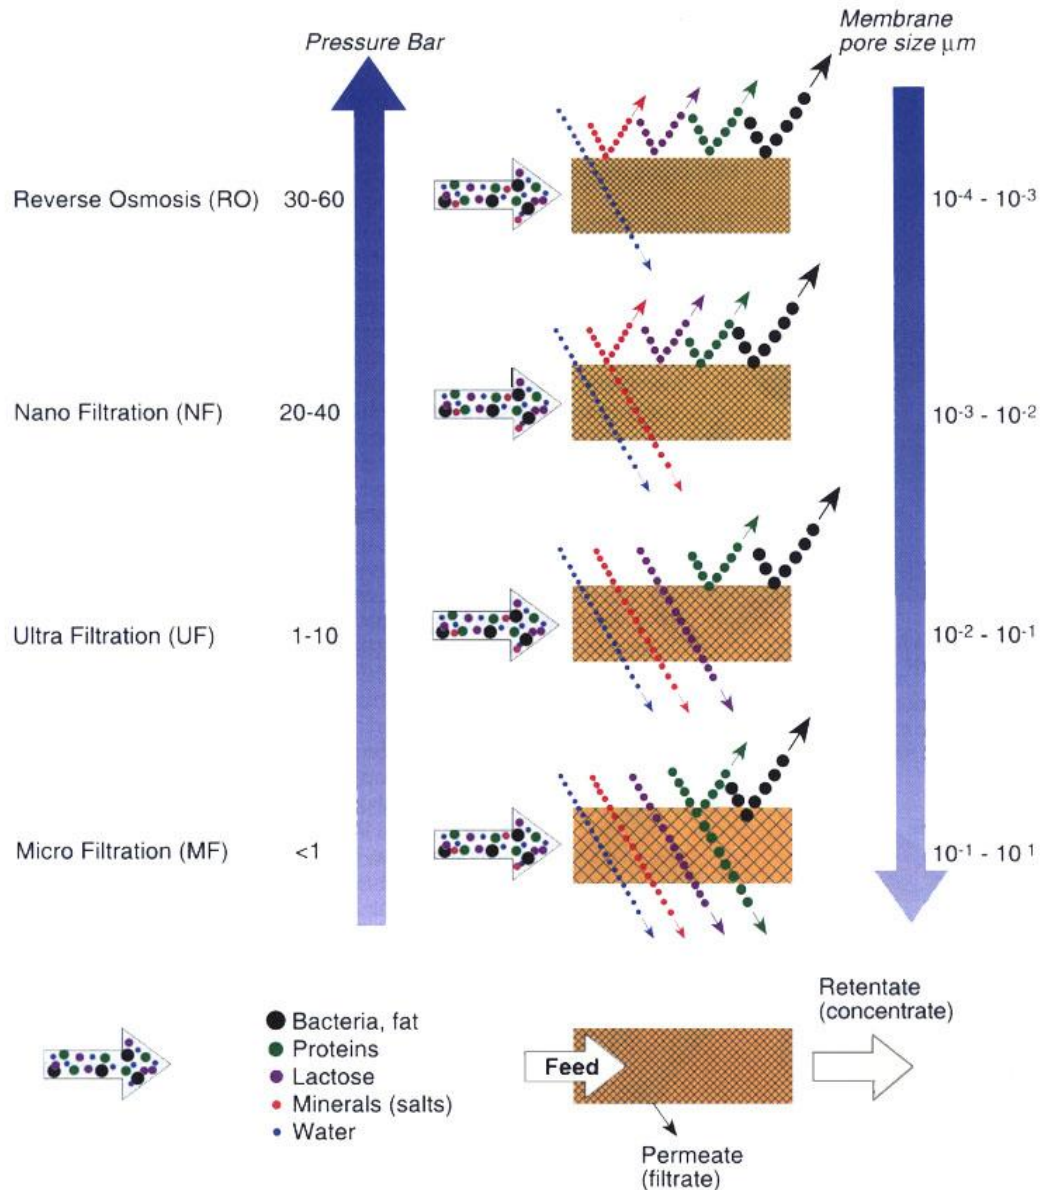 Pressure Bar
Membrane
pore size μm
Reverse Osmosis (RO) 30-60 10⁻⁴ - 10⁻³
Nano Filtration (NF) 20-40 10⁻³ - 10⁻²
Ultra Filtration (UF) 1-10 10⁻² - 10⁻¹
Micro Filtration (MF) <1 10⁻¹ - 10¹
Bacteria, fat
Proteins
Lactose
Minerals (salts)
Water
Feed
Retentate
(concentrate)
Permeate
(filtrate)